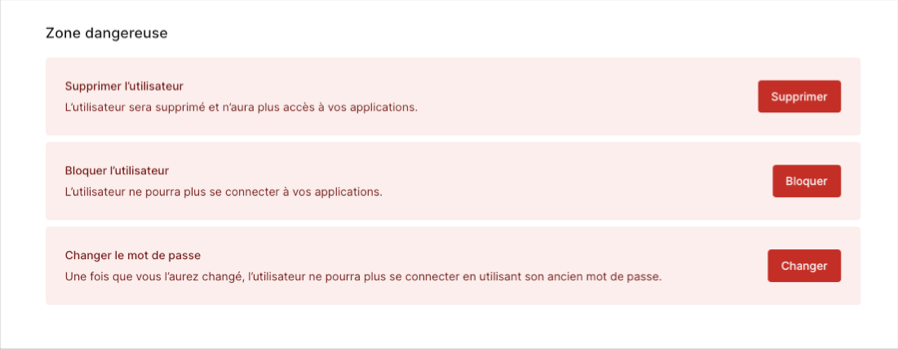 Zone dangereuse
Supprimer l'utilisateur
L'utilisateur sera supprimé et n'aura plus accès à vos applications.
Supprimer
Bloquer l'utilisateur
L'utilisateur ne pourra plus se connecter à vos applications.
Bloquer
Changer le mot de passe
Une fois que vous l'aurez changé, l'utilisateur ne pourra plus se connecter en utilisant son ancien mot de passe.
Changer